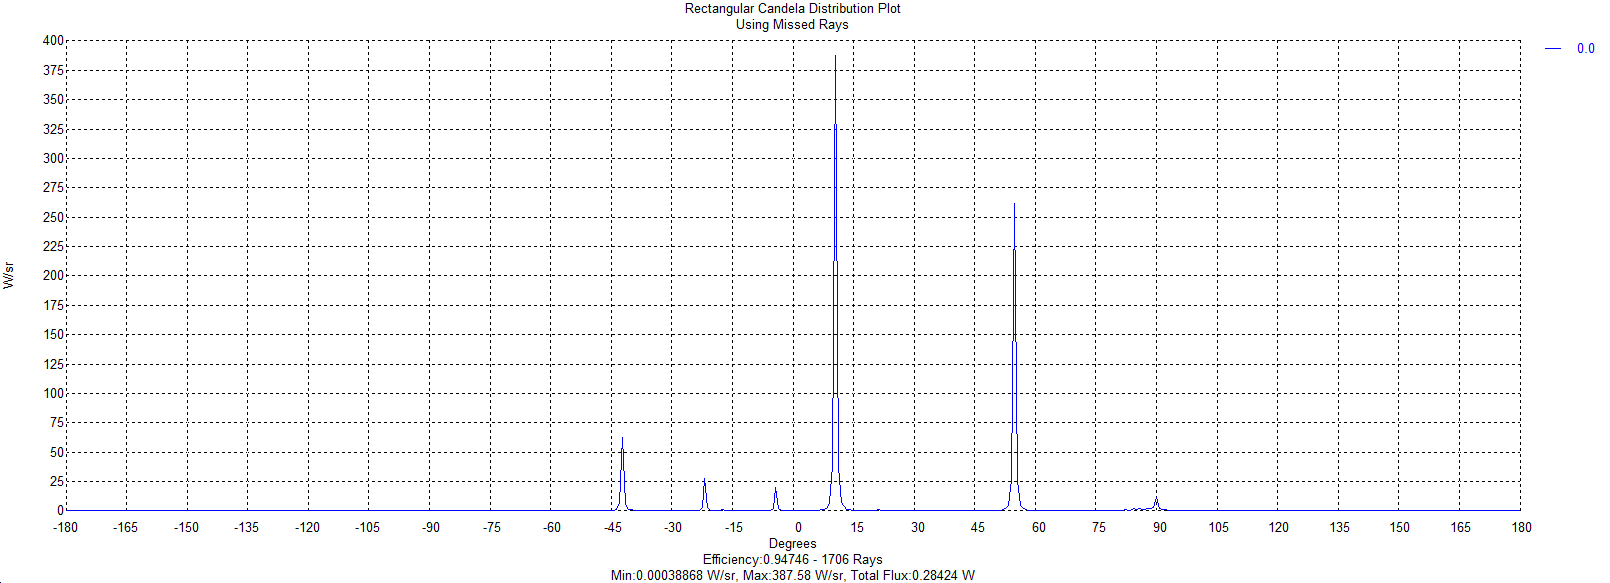 Rectangular Candela Distribution Plot
Using Missed Rays
0.0
400
375
350
325
300
275
250
225
200
175
150
125
100
75
50
25
0
W/sr
-180 -165 -150 -135 -120 -105 -90 -75 -60 -45 -30 -15 0 15 30 45 60 75 90 105 120 135 150 165 180
Degrees
Efficiency:0.94746 - 1706 Rays
Min:0.00038868 W/sr, Max:387.58 W/sr, Total Flux:0.28424 W